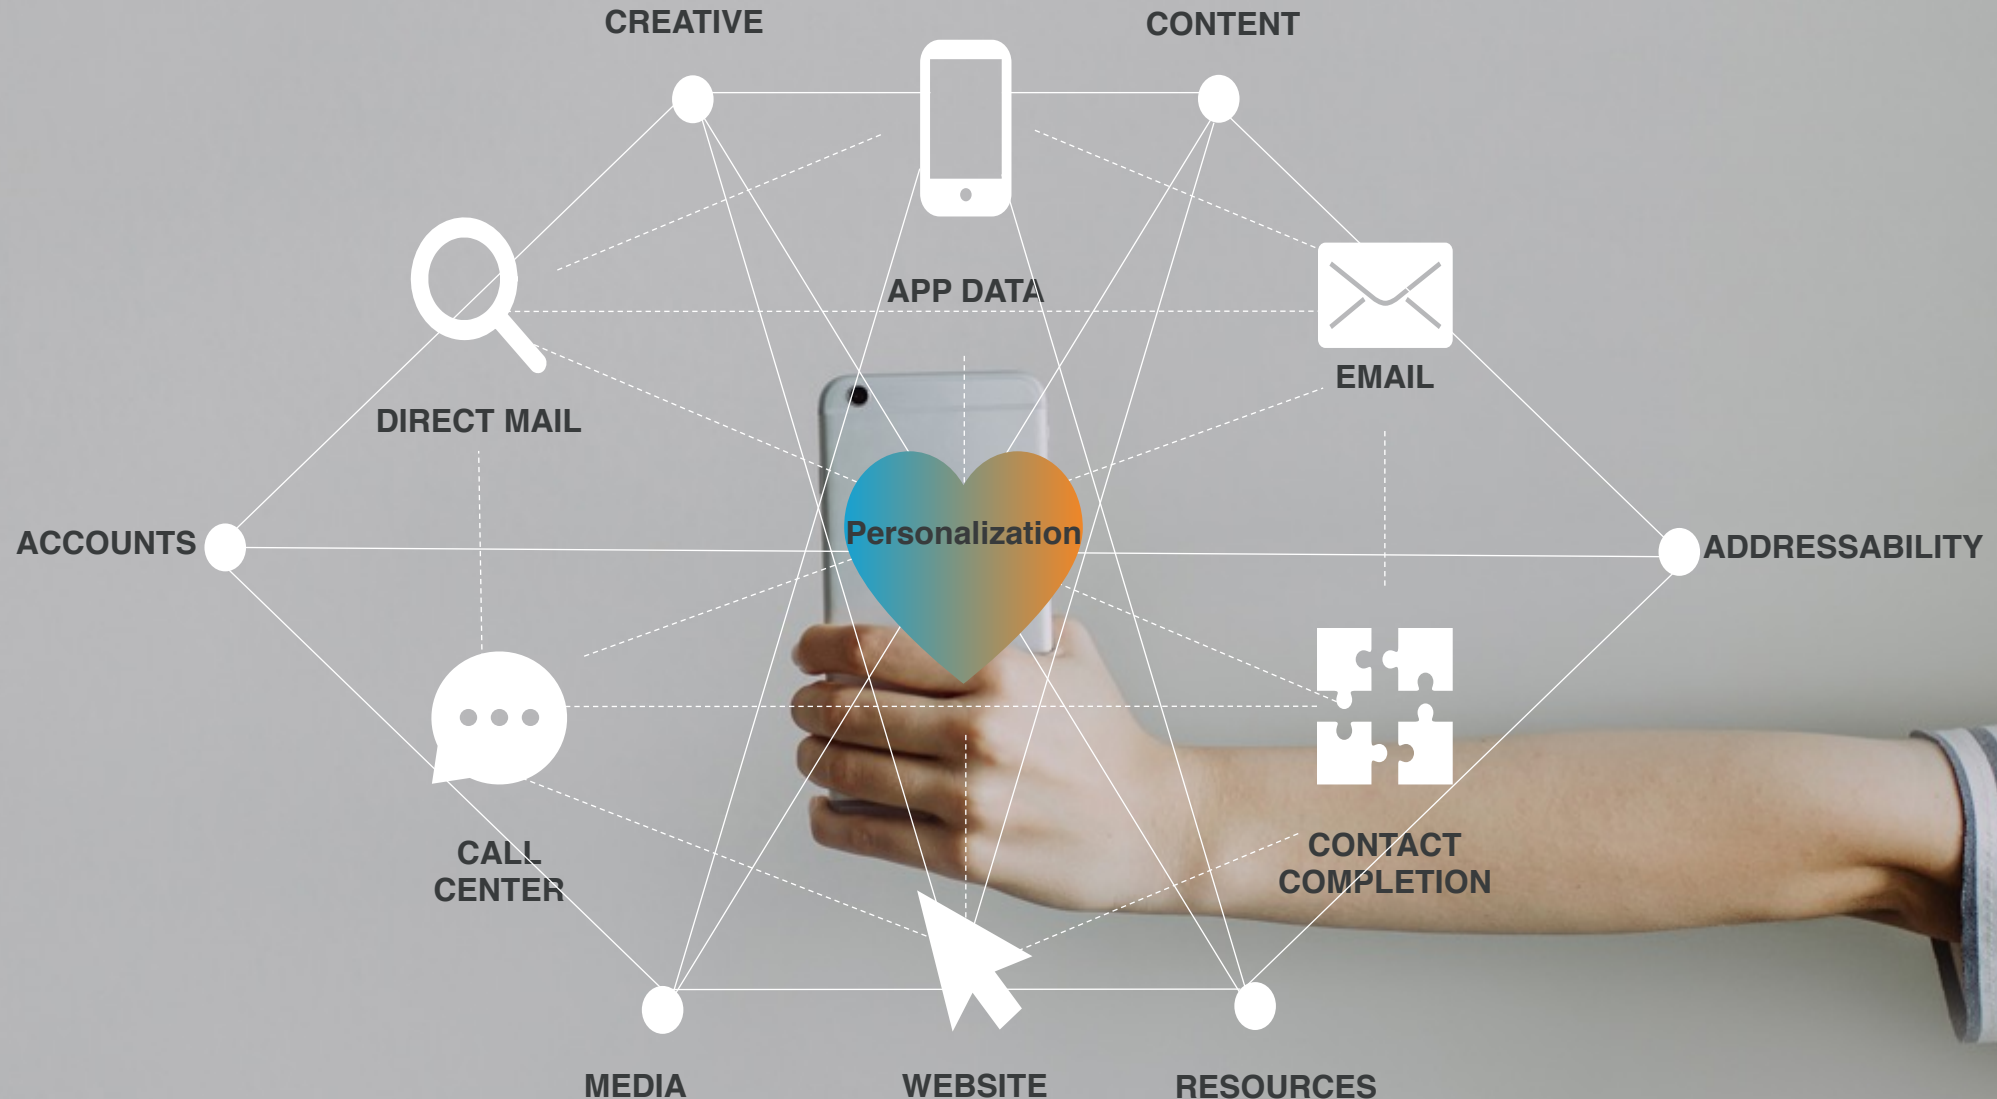 CREATIVE
CONTENT
APP DATA
EMAIL
DIRECT MAIL
Personalization
ACCOUNTS
ADDRESSABILITY
CALL
CENTER
CONTACT
COMPLETION
MEDIA
WEBSITE
RESOURCES